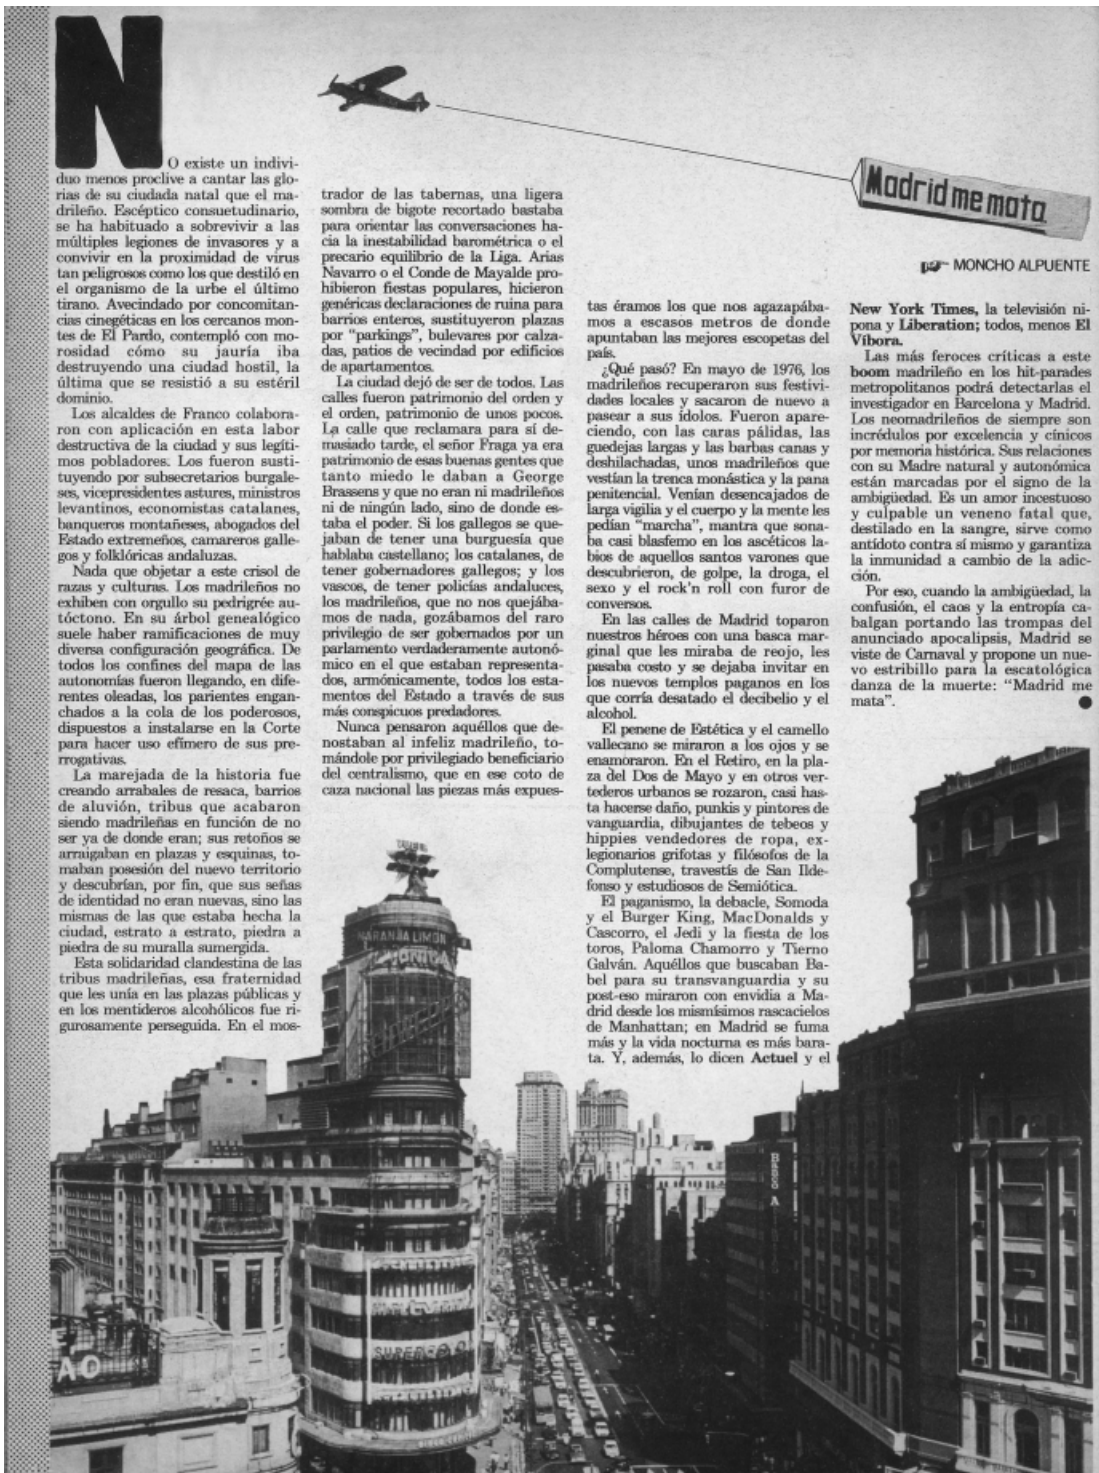 Madrid me mata
MONCHO ALPUENTE
NO existe un indivi-
duo menos proclive a cantar las glo-
rias de su ciudada natal que el ma-
drileño. Escéptico consuetudinario,
se ha habituado a sobrevivir a las
múltiples legiones de invasores y a
convivir en la proximidad de virus
tan peligrosos como los que destiló en
el organismo de la urbe el último
tirano. Avecindado por concomitan-
cias cinegéticas en los cercanos mon-
tes de El Pardo, contempló con mo-
rosidad cómo su jauría iba
destruyendo una ciudad hostil, la
última que se resistió a su estéril
dominio.
Los alcaldes de Franco colabora-
ron con aplicación en esta labor
destructiva de la ciudad y sus legíti-
mos pobladores. Los fueron susti-
tuyendo por subsecretarios burgale-
ses, vicepresidentes astures, ministros
levantinos, economistas catalanes,
banqueros montañeses, abogados del
Estado extremeños, camareros galle-
gos y folklóricas andaluzas.
Nada que objetar a este crisol de
razas y culturas. Los madrileños no
exhiben con orgullo su pedrigrée au-
tóctono. En su árbol genealógico
suele haber ramificaciones de muy
diversa configuración geográfica. De
todos los confines del mapa de las
autonomías fueron llegando, en dife-
rentes oleadas, los parientes engan-
chados a la cola de los poderosos,
dispuestos a instalarse en la Corte
para hacer uso efímero de sus pre-
rrogativas.
La marejada de la historia fue
creando arrabales de resaca, barrios
de aluvión, tribus que acabaron
siendo madrileñas en función de no
ser ya de donde eran; sus retoños se
arraigaban en plazas y esquinas, to-
maban posesión del nuevo territorio
y descubrían, por fin, que sus señas
de identidad no eran nuevas, sino las
mismas de las que estaba hecha la
ciudad, estrato a estrato, piedra a
piedra de su muralla sumergida.
Esta solidaridad clandestina de las
tribus madrileñas, esa fraternidad
que les unía en las plazas públicas y
en los mentideros alcohólicos fue ri-
gurosamente perseguida. En el mos-
trador de las tabernas, una ligera
sombra de bigote recortado bastaba
para orientar las conversaciones ha-
cia la inestabilidad barométrica o el
precario equilibrio de la Liga. Arias
Navarro o el Conde de Mayalde pro-
hibieron fiestas populares, hicieron
genéricas declaraciones de ruina para
barrios enteros, sustituyeron plazas
por "parkings", bulevares por calza-
das, patios de vecindad por edificios
de apartamentos.
La ciudad dejó de ser de todos. Las
calles fueron patrimonio del orden y
el orden, patrimonio de unos pocos.
La calle que reclamara para sí de-
masiado tarde, el señor Fraga ya era
patrimonio de esas buenas gentes que
tanto miedo le daban a George
Brassens y que no eran ni madrileños
ni de ningún lado, sino de donde es-
taba el poder. Si los gallegos se que-
jaban de tener una burguesía que
hablaba castellano; los catalanes, de
tener gobernadores gallegos; y los
vascos, de tener policías andaluces,
los madrileños, que no nos quejába-
mos de nada, gozábamos del raro
privilegio de ser gobernados por un
parlamento verdaderamente autonó-
mico en el que estaban representa-
dos, armónicamente, todos los esta-
mentos del Estado a través de sus
más conspicuos predadores.
Nunca pensaron aquéllos que de-
nostaban al infeliz madrileño, to-
mándole por privilegiado beneficiario
del centralismo, que en ese coto de
caza nacional las piezas más expues-
tas éramos los que nos agazapába-
mos a escasos metros de donde
apuntaban las mejores escopetas del
país.
¿Qué pasó? En mayo de 1976, los
madrileños recuperaron sus festivi-
dades locales y sacaron de nuevo a
pasear a sus ídolos. Fueron apare-
ciendo, con las caras pálidas, las
guedejas largas y las barbas canas y
deshilachadas, unos madrileños que
vestían la trenca monástica y la pana
penitencial. Venían desencajados de
larga vigilia y el cuerpo y la mente les
pedían "marcha", mantra que sona-
ba casi blasfemo en los ascéticos la-
bios de aquellos santos varones que
descubrieron, de golpe, la droga, el
sexo y el rock'n roll con furor de
conversos.
En las calles de Madrid toparon
nuestros héroes con una basca mar-
ginal que les miraba de reojo, les
pasaba costo y se dejaba invitar en
los nuevos templos paganos en los
que corría desatado el decibelio y el
alcohol.
El penene de Estética y el camello
vallecano se miraron a los ojos y se
enamoraron. En el Retiro, en la pla-
za del Dos de Mayo y en otros ver-
tederos urbanos se rozaron, casi has-
ta hacerse daño, punkis y pintores de
vanguardia, dibujantes de tebeos y
hippies vendedores de ropa, ex-
legionarios grifotas y filósofos de la
Complutense, travestís de San Ilde-
fonso y estudiosos de Semiótica.
El paganismo, la debacle, Somoda
y el Burger King, MacDonalds y
Cascorro, el Jedi y la fiesta de los
toros, Paloma Chamorro y Tierno
Galván. Aquéllos que buscaban Ba-
bel para su transvanguardia y su
post-eso miraron con envidia a Ma-
drid desde los mismísimos rascacielos
de Manhattan; en Madrid se fuma
más y la vida nocturna es más bara-
ta. Y, además, lo dicen Actuel y el
New York Times, la televisión ni-
pona y Liberation; todos, menos El
Víbora.
Las más feroces críticas a este
boom madrileño en los hit-parades
metropolitanos podrá detectarlas el
investigador en Barcelona y Madrid.
Los neomadrileños de siempre son
incrédulos por excelencia y cínicos
por memoria histórica. Sus relaciones
con su Madre natural y autonómica
están marcadas por el signo de la
ambigüedad. Es un amor incestuoso
y culpable un veneno fatal que,
destilado en la sangre, sirve como
antídoto contra sí mismo y garantiza
la inmunidad a cambio de la adic-
ción.
Por eso, cuando la ambigüedad, la
confusión, el caos y la entropía ca-
balgan portando las trompas del
anunciado apocalipsis, Madrid se
viste de Carnaval y propone un nue-
vo estribillo para la escatológica
danza de la muerte: "Madrid me
mata".
NARANJA LIMON
BANCO A
AO